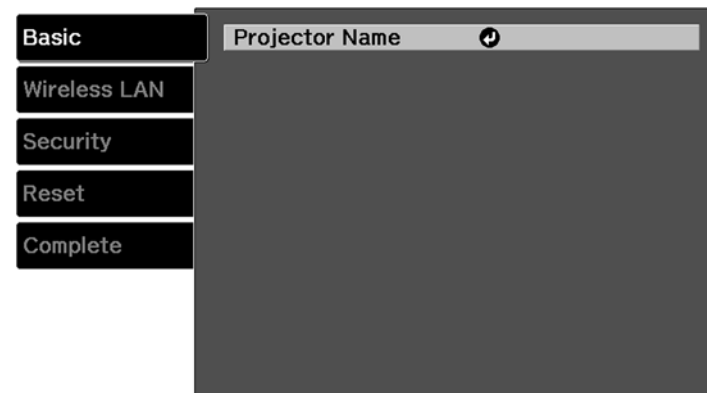 Basic
Projector Name
Wireless LAN
Security
Reset
Complete